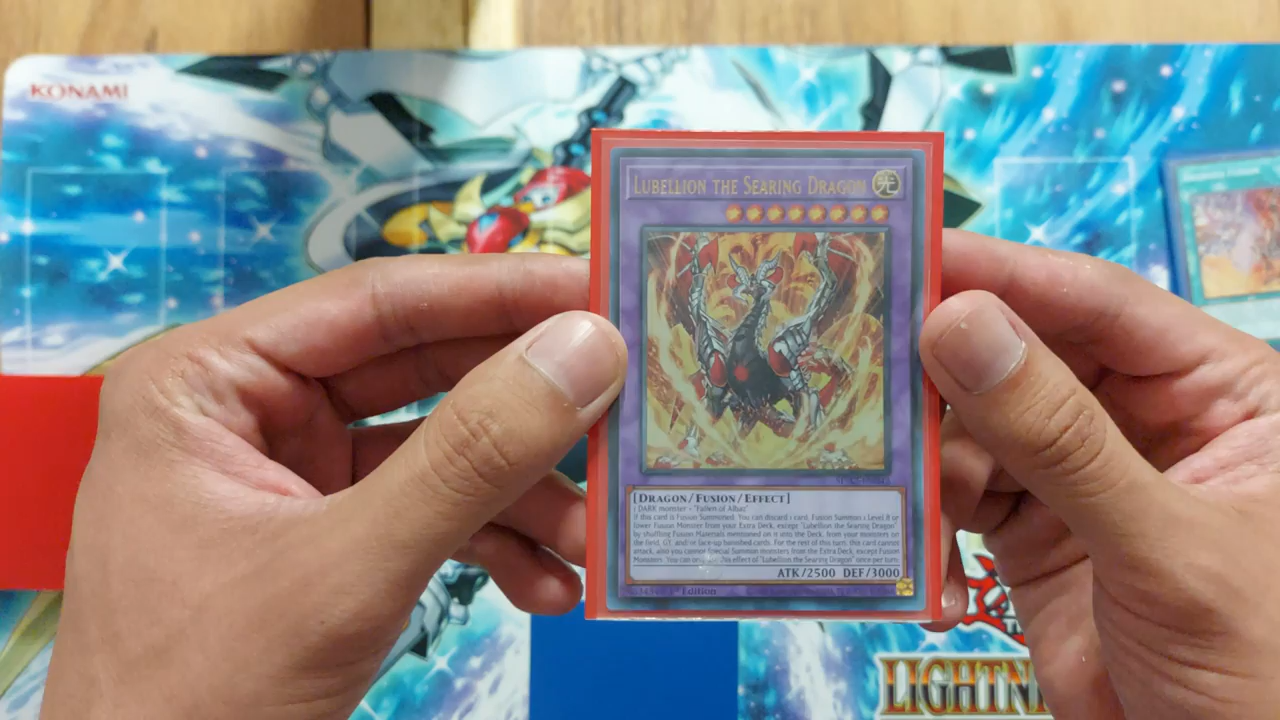 KONAMI
LUBELLION THE SEARING DRAGON
光
[DRAGON/FUSION/EFFECT]
1 DARK monster + "Fallen of Albaz"
If this card is Fusion Summoned: You can discard 1 card; Fusion Summon 1 Level 8 or
lower Fusion Monster from your Extra Deck, except "Lubellion the Searing Dragon"
by shuffling Fusion Materials mentioned on it into the Deck, from your monsters on
the field, GY, and/or face-up banished cards. For the rest of this turn, this card cannot
attack, also you cannot Special Summon monsters from the Extra Deck, except Fusion
Monsters. You can only use this effect of "Lubellion the Searing Dragon" once per turn.
ATK/2500 DEF/3000
1st Edition
LIGHTN